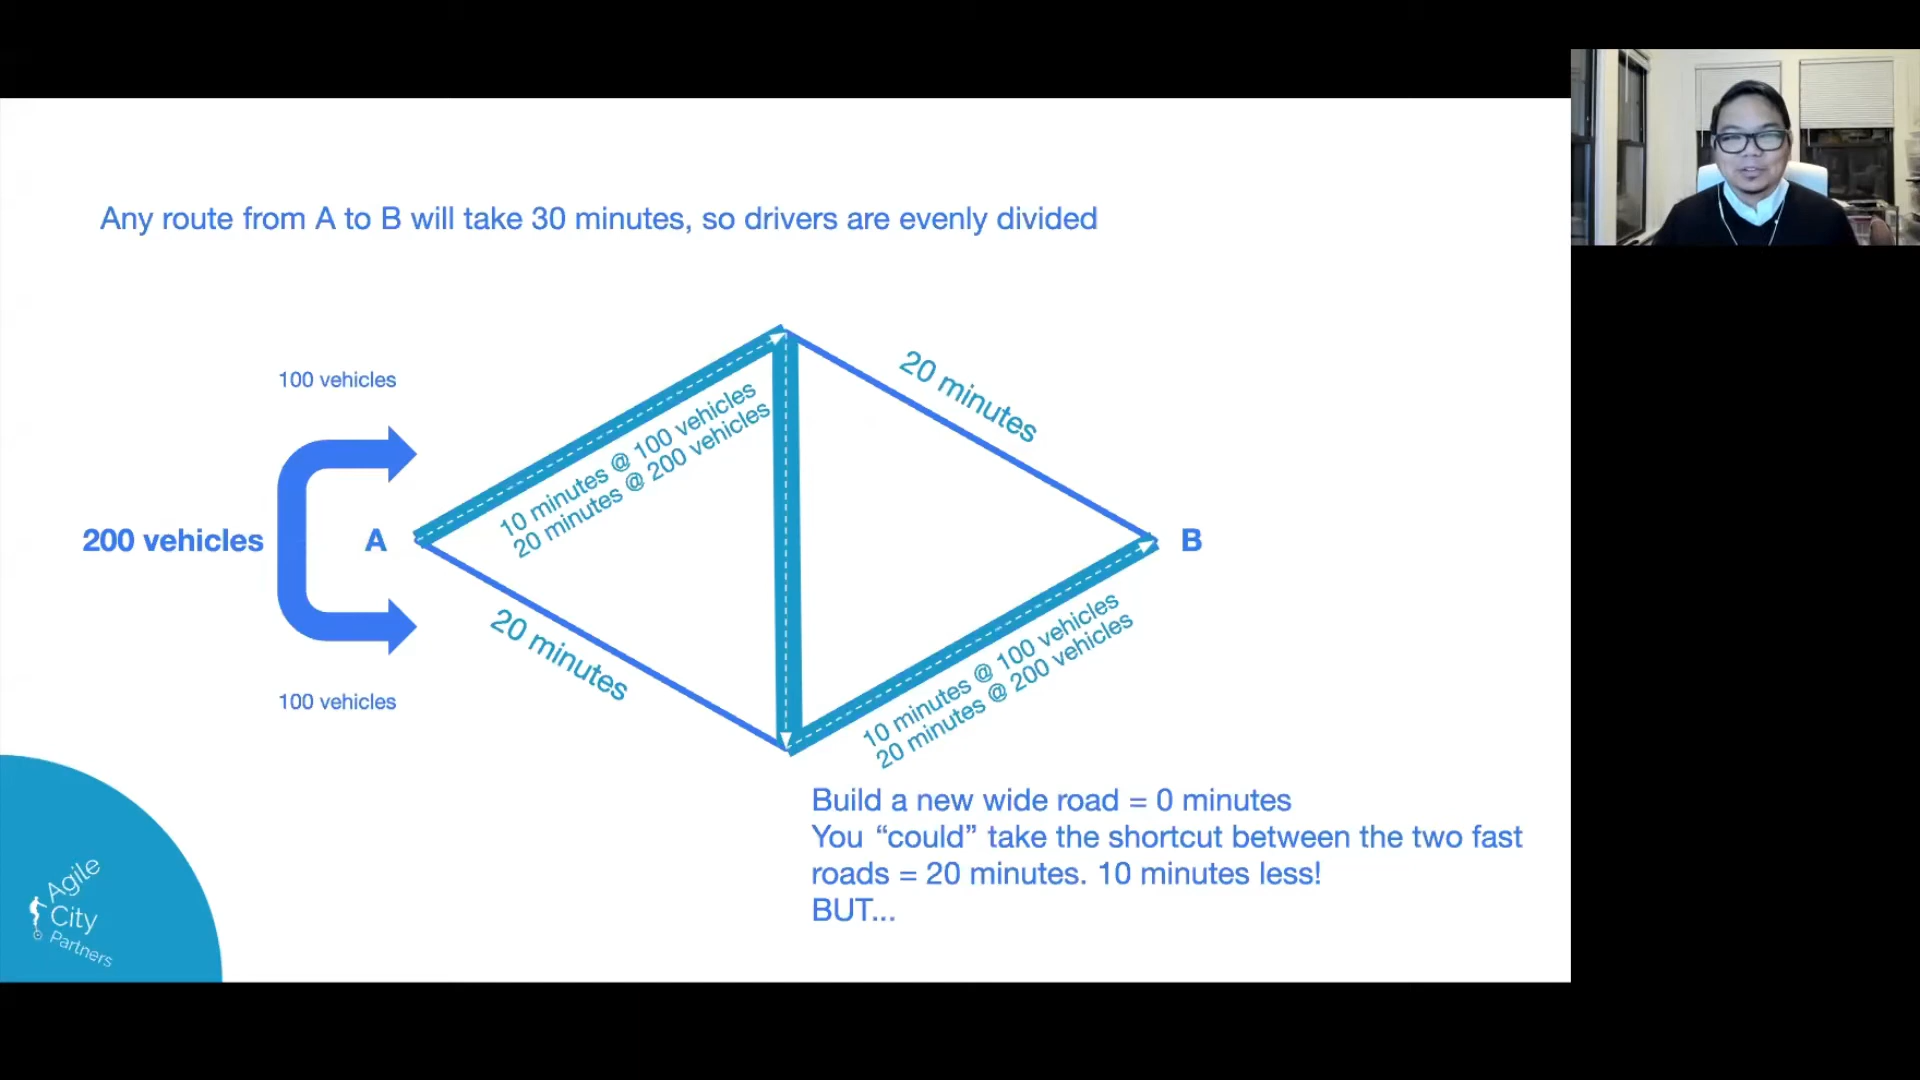 Any route from A to B will take 30 minutes, so drivers are evenly divided
100 vehicles
20 minutes
10 minutes @ 100 vehicles
20 minutes @ 200 vehicles
200 vehicles
A
B
20 minutes
10 minutes @ 100 vehicles
20 minutes @ 200 vehicles
100 vehicles
Build a new wide road = 0 minutes
You “could” take the shortcut between the two fast
roads = 20 minutes. 10 minutes less!
BUT...
Agile
City
Partners